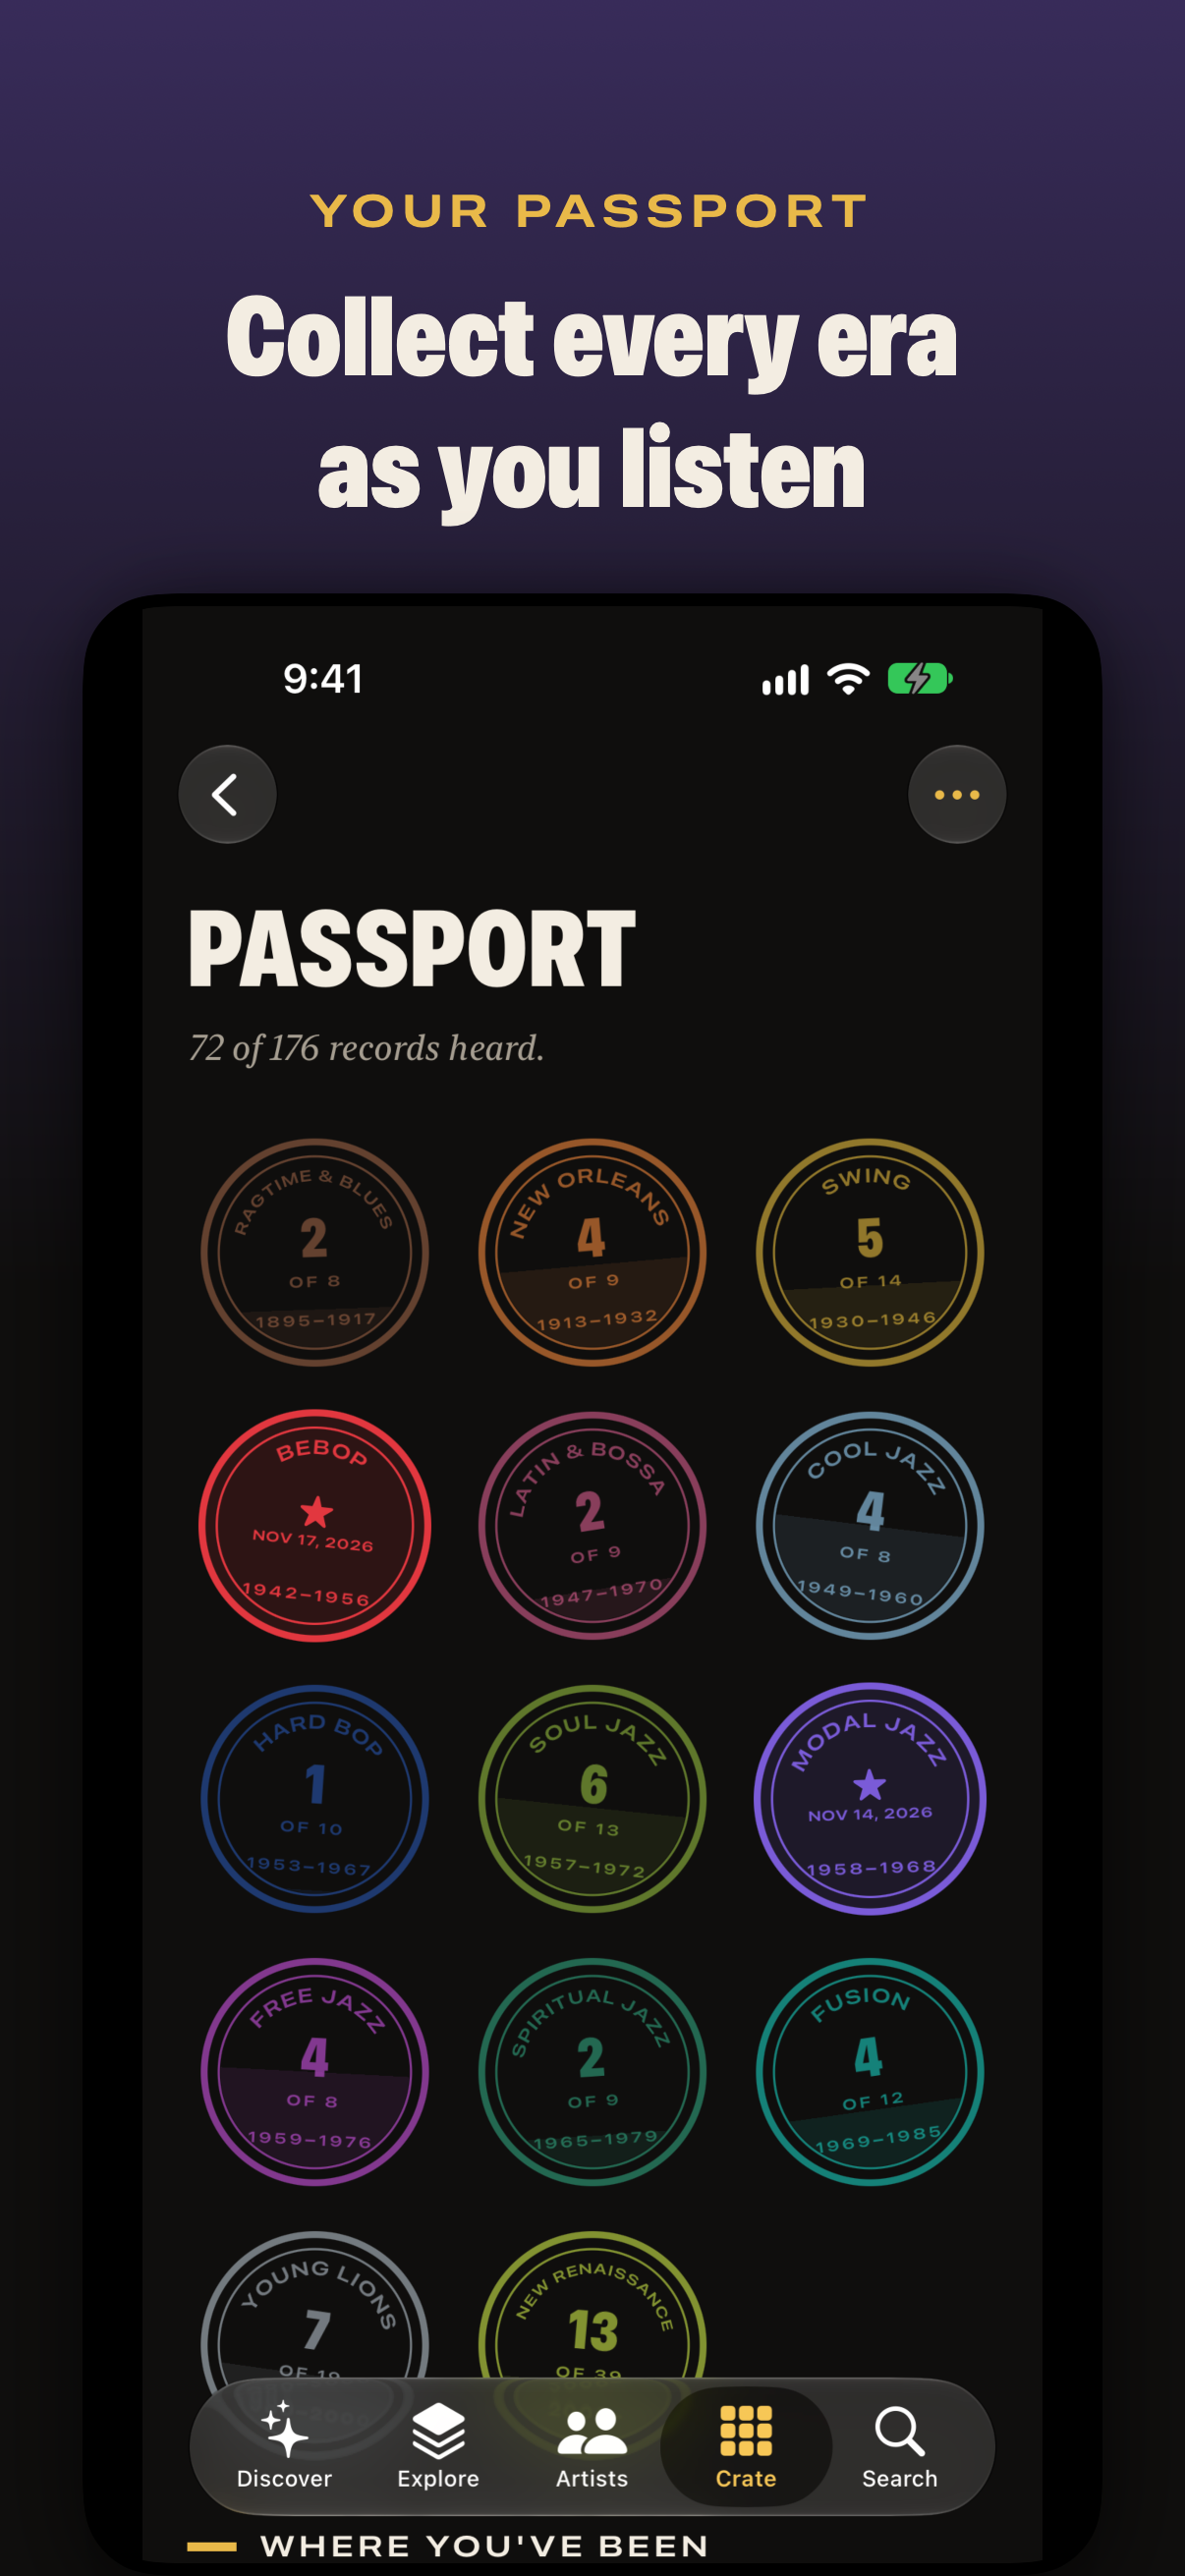 YOUR PASSPORT
Collect every era
as you listen
9:41
PASSPORT
72 of 176 records heard.
RAGTIME & BLUES
2
OF 8
1895–1917
NEW ORLEANS
4
OF 9
1913–1932
SWING
5
OF 14
1930–1946
BEBOP
NOV 17, 2026
1942–1956
LATIN & BOSSA
2
OF 9
1947–1970
COOL JAZZ
4
OF 8
1949–1960
HARD BOP
1
OF 10
1953–1967
SOUL JAZZ
6
OF 13
1957–1972
MODAL JAZZ
NOV 14, 2026
1958–1968
FREE JAZZ
4
OF 8
1959–1976
SPIRITUAL JAZZ
2
OF 9
1965–1979
FUSION
4
OF 12
1969–1985
YOUNG LIONS
7
OF 19
NEW RENAISSANCE
13
OF 39
Discover
Explore
Artists
Crate
Search
WHERE YOU'VE BEEN